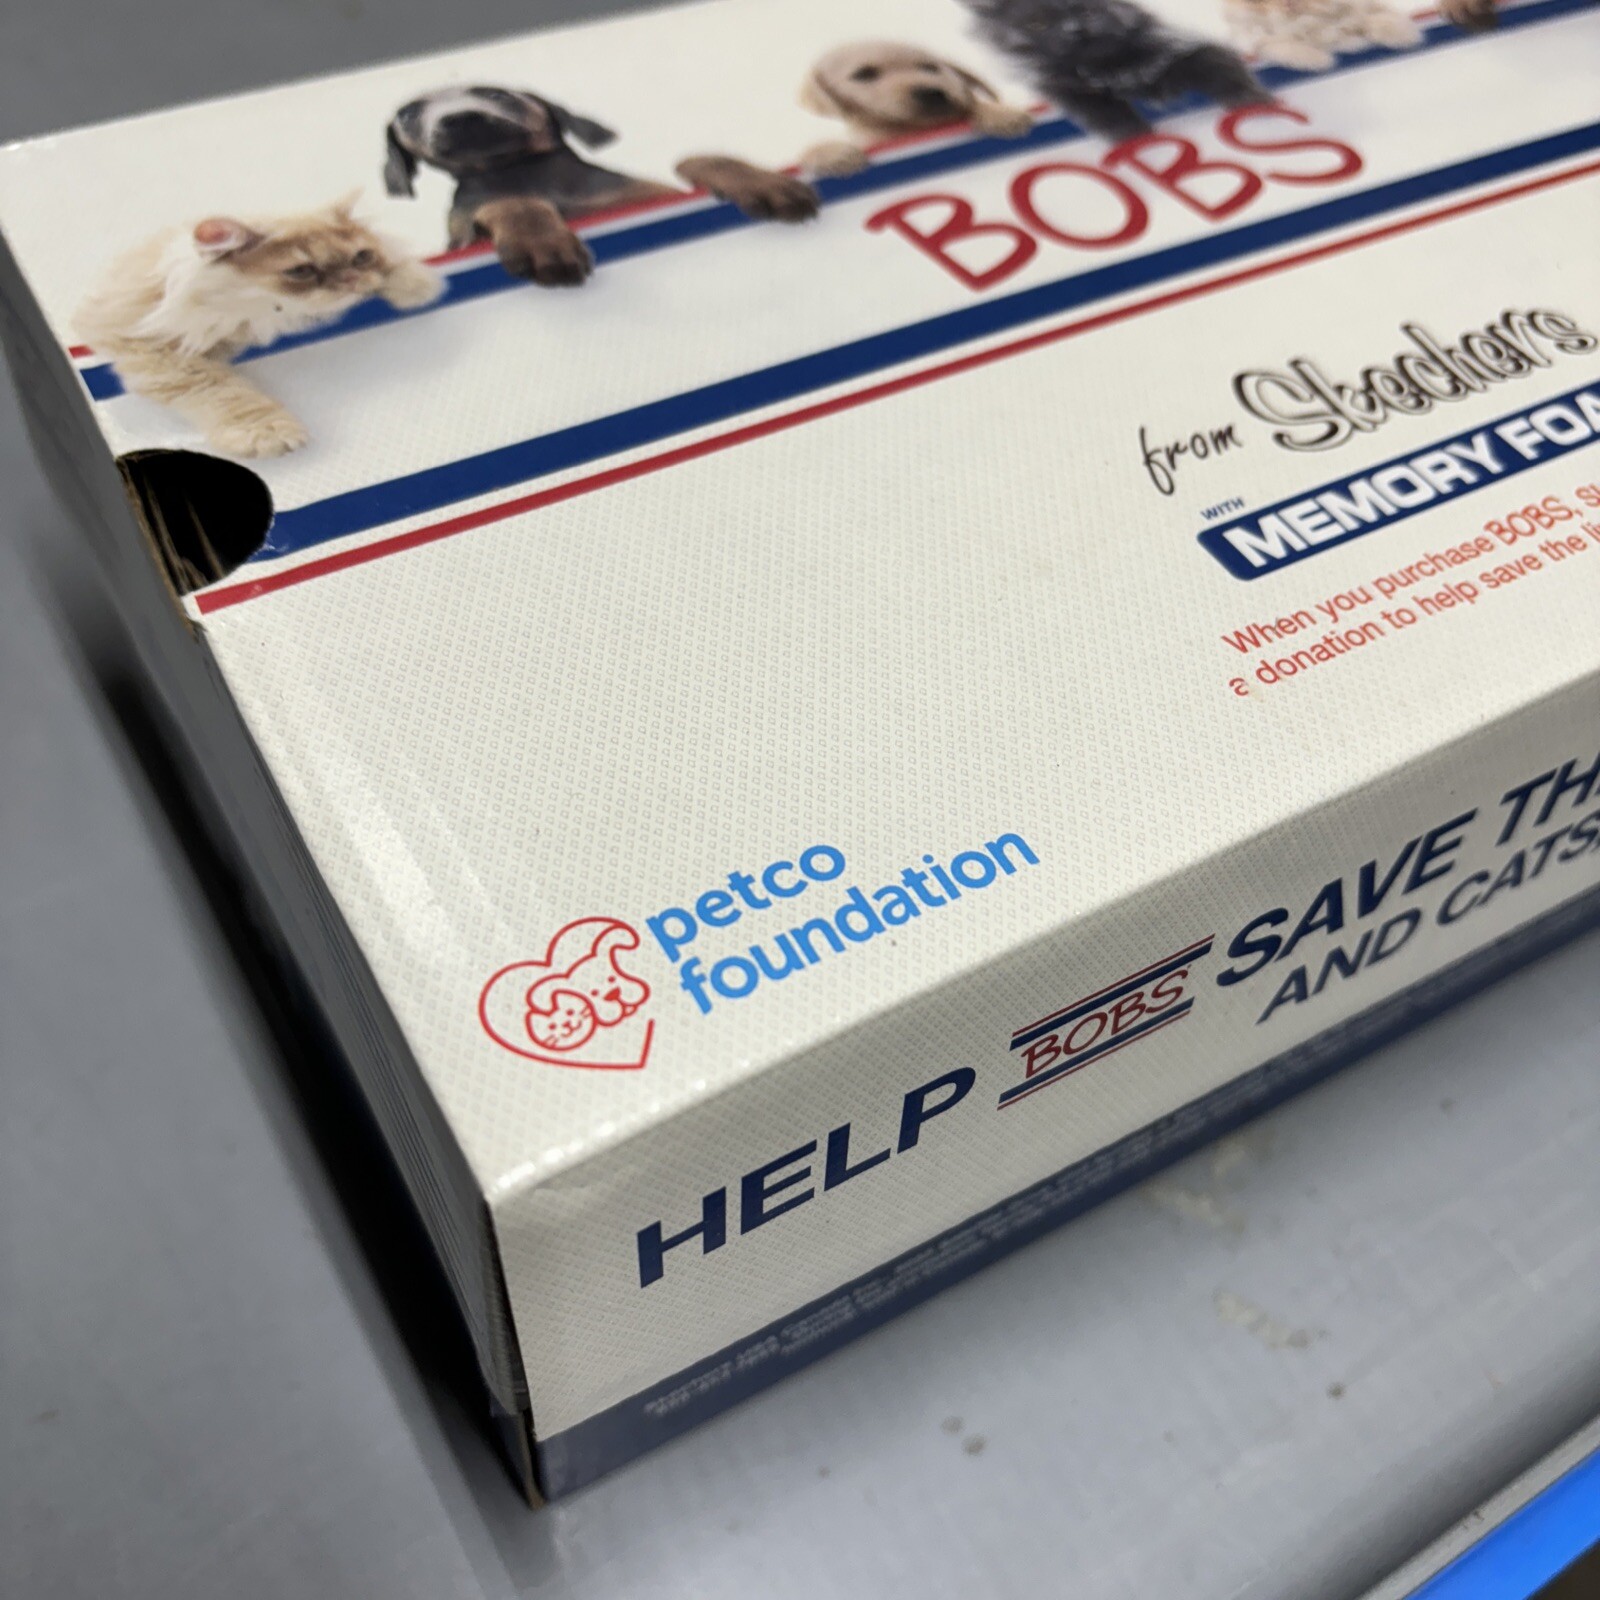 BOBS
from Skechers
WITH
MEMORY FOA
When you purchase BOBS,
a donation to help save the
petco
foundation
HELP BOBS SAVE TH
AND CATS